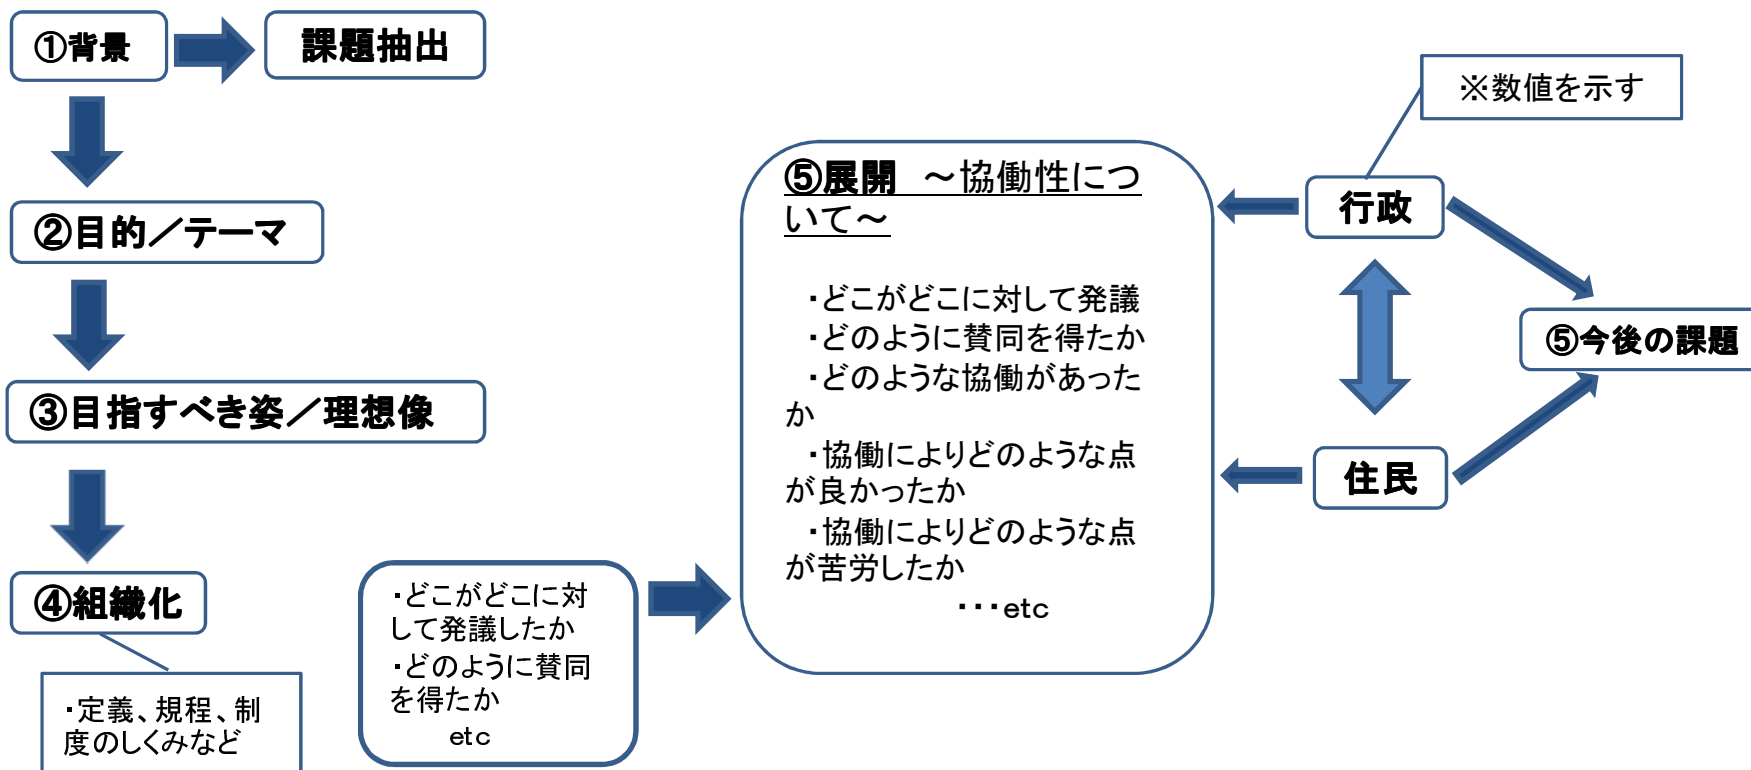 ①背景
課題抽出
②目的／テーマ
③目指すべき姿／理想像
④組織化
・定義、規程、制
度のしくみなど
・どこがどこに対
して発議したか
・どのように賛同
を得たか
etc
⑤展開　～協働性につ
いて～
・どこがどこに対して発議
・どのように賛同を得たか
・どのような協働があった
か
・協働によりどのような点
が良かったか
・協働によりどのような点
が苦労したか
・・・etc
※数値を示す
行政
住民
⑤今後の課題